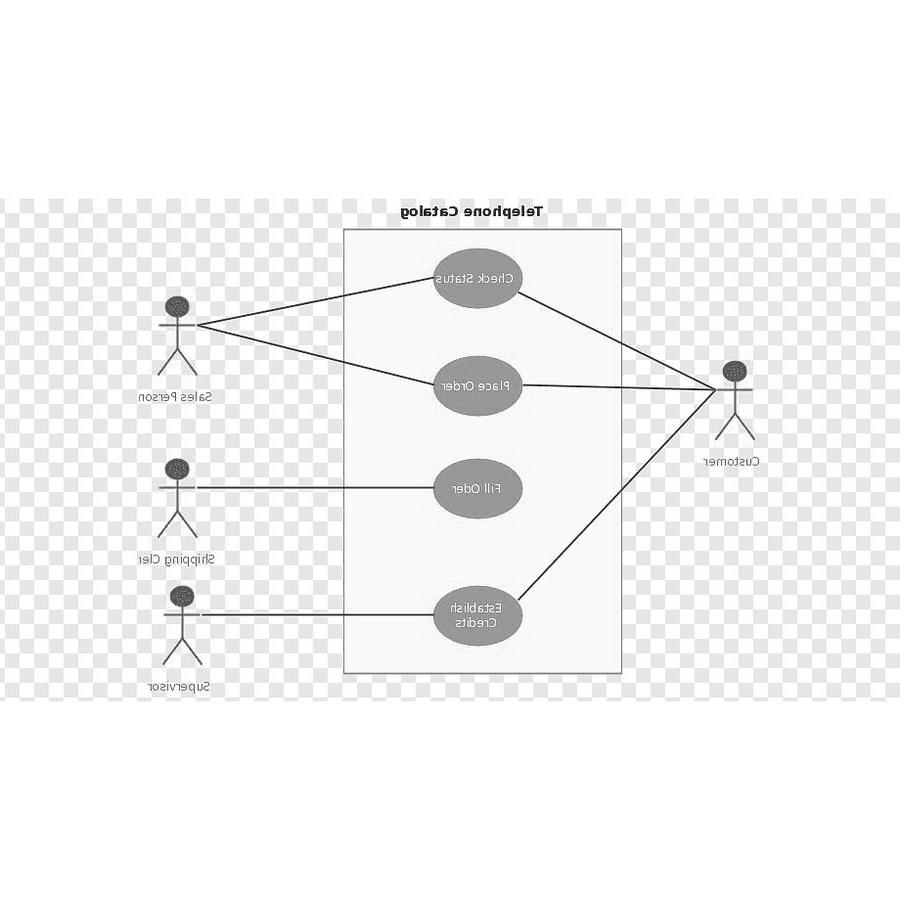 Telephone Catalog
Check Status
Sales Person
Place Order
Customer
Fill Oder
Shipping Cler
Establish
Credits
Supervisor